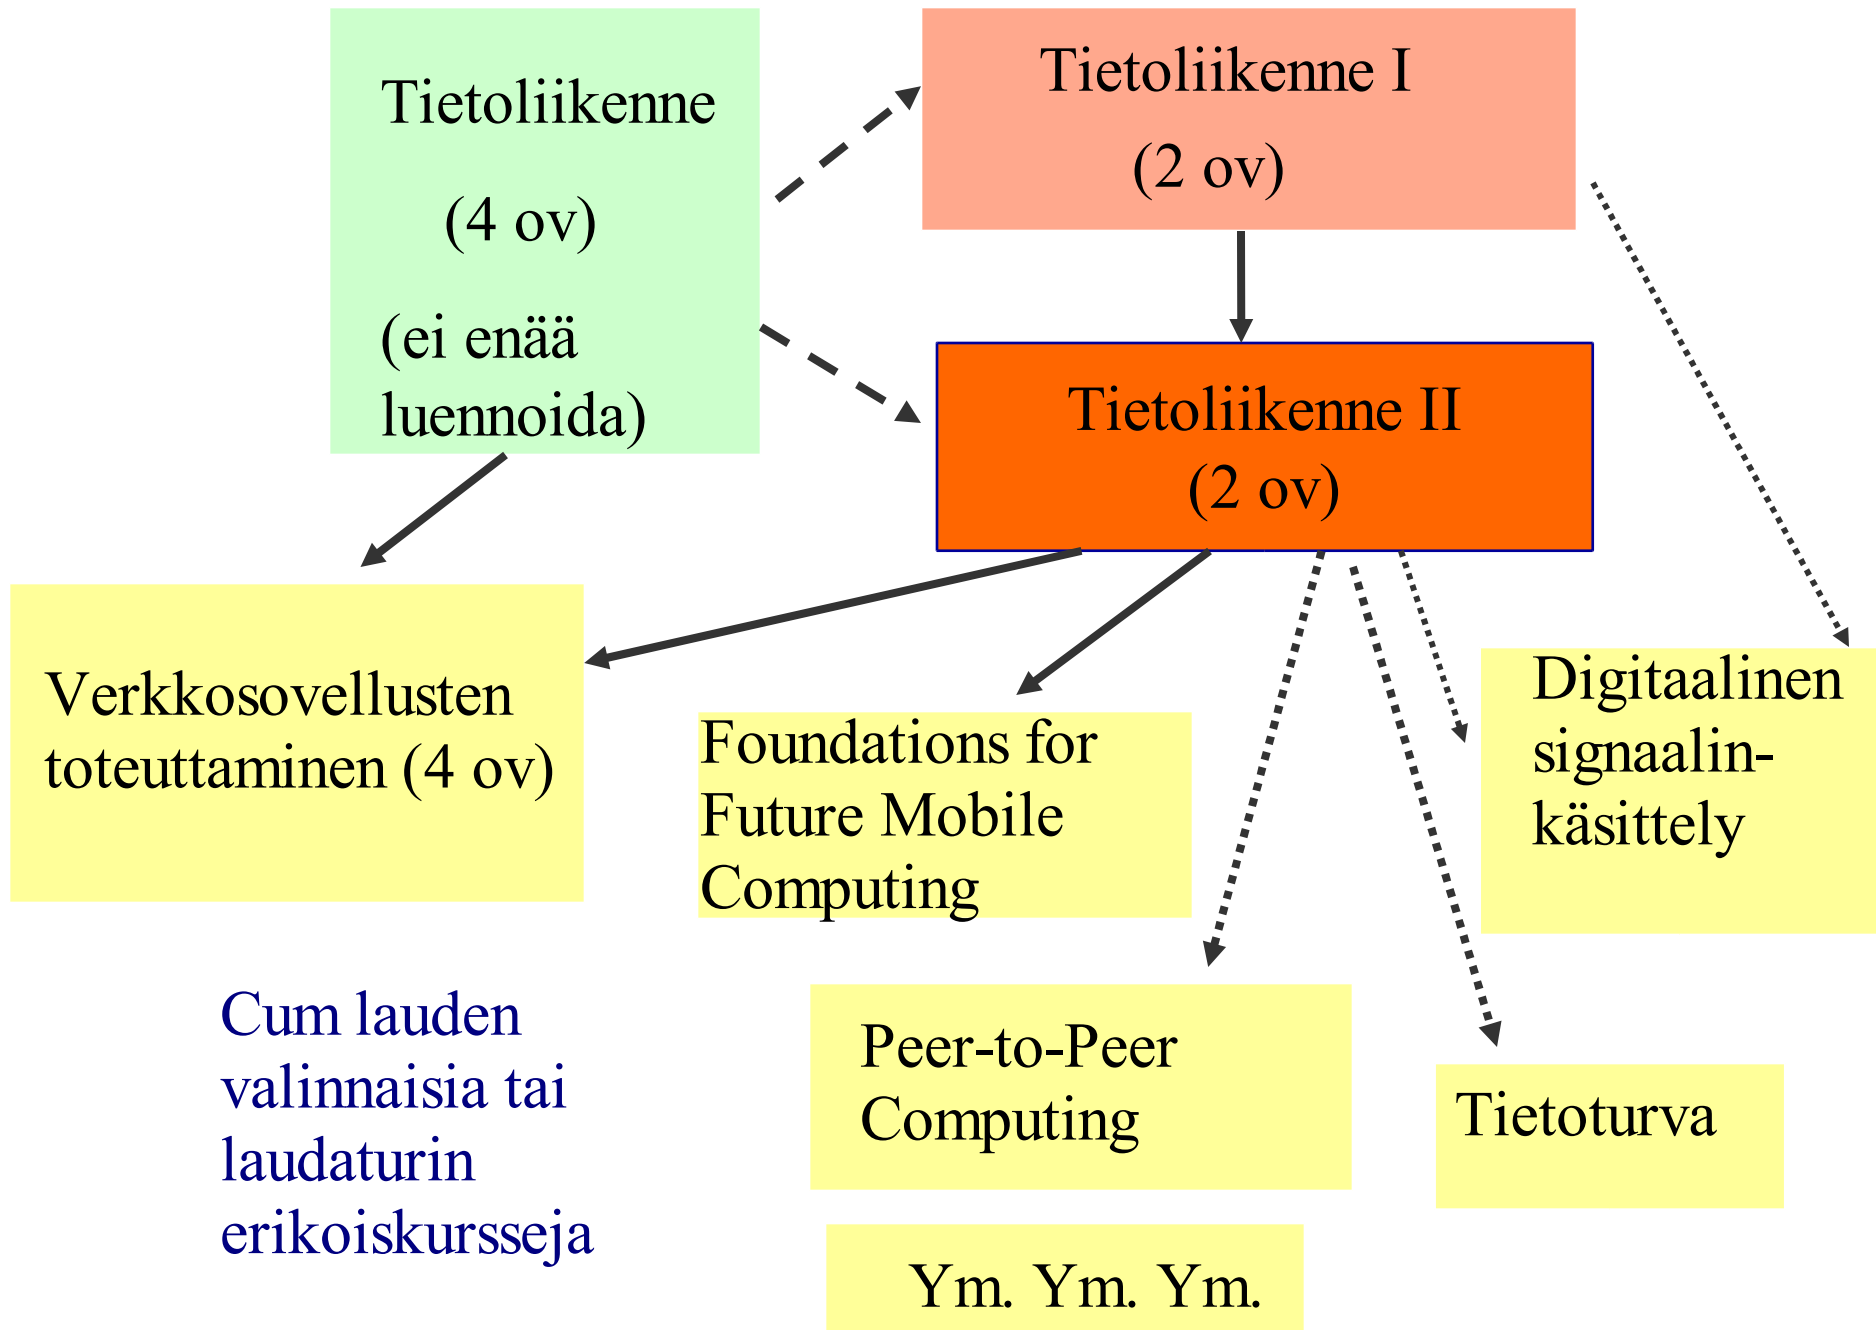 Tietoliikenne
(4 ov)
(ei enää
luennoida)
Tietoliikenne I
(2 ov)
Tietoliikenne II
(2 ov)
Verkkosovellusten
toteuttaminen (4 ov)
Foundations for
Future Mobile
Computing
Digitaalinen
signaalin-
käsittely
Cum lauden
valinnaisia tai
laudaturin
erikoiskursseja
Peer-to-Peer
Computing
Tietoturva
Ym. Ym. Ym.